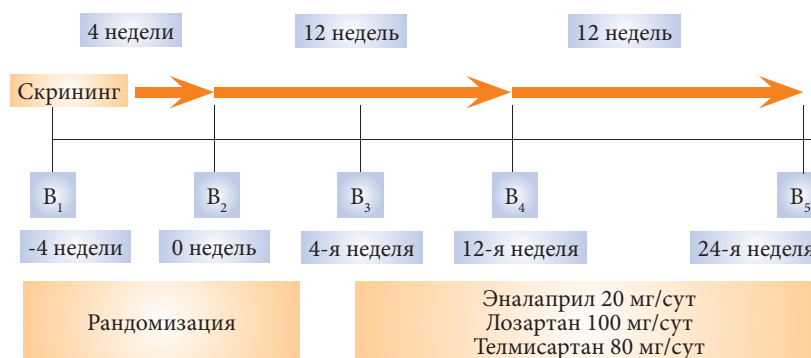 4 недели
12 недель
12 недель
Скрининг
В1
В2
В3
В4
В5
-4 недели
0 недель
4-я неделя
12-я неделя
24-я неделя
Рандомизация
Эналаприл 20 мг/сут
Лозартан 100 мг/сут
Телмисартан 80 мг/сут